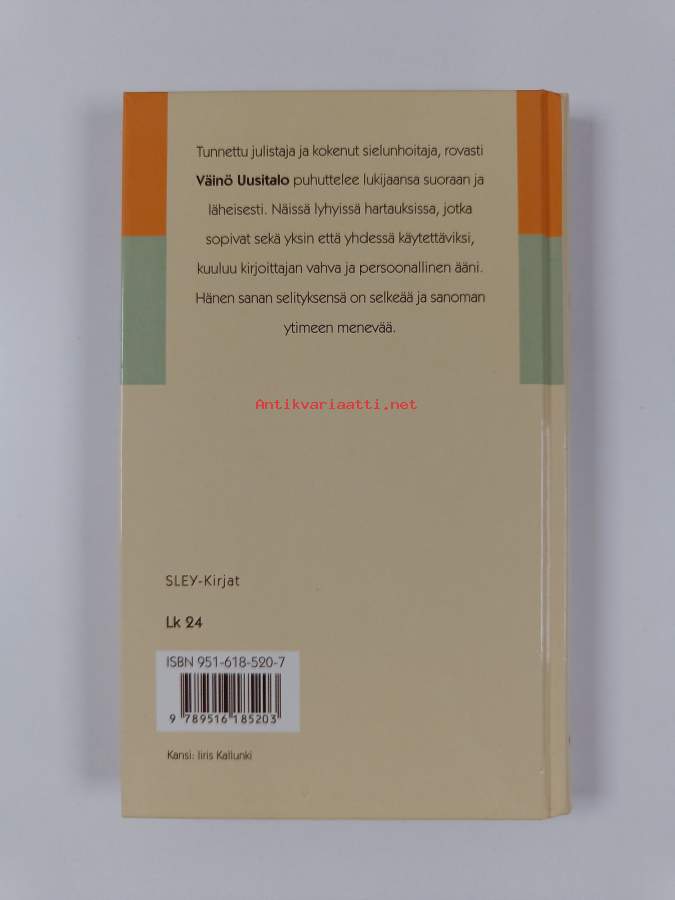 Tunnettu julistaja ja kokenut sielunhoitaja, rovasti
Väinö Uusitalo puhuttelee lukijaansa suoraan ja
läheisesti. Näissä lyhyissä hartauksissa, jotka
sopivat sekä yksin että yhdessä käytettäviksi,
kuuluu kirjoittajan vahva ja persoonallinen ääni.
Hänen sanan selityksensä on selkeää ja sanoman
ytimeen menevää.
Antikvariaatti.net
SLEY-Kirjat
Lk 24
ISBN 951-618-520-7
9 789516 185203
Kansi: Iiris Kallunki